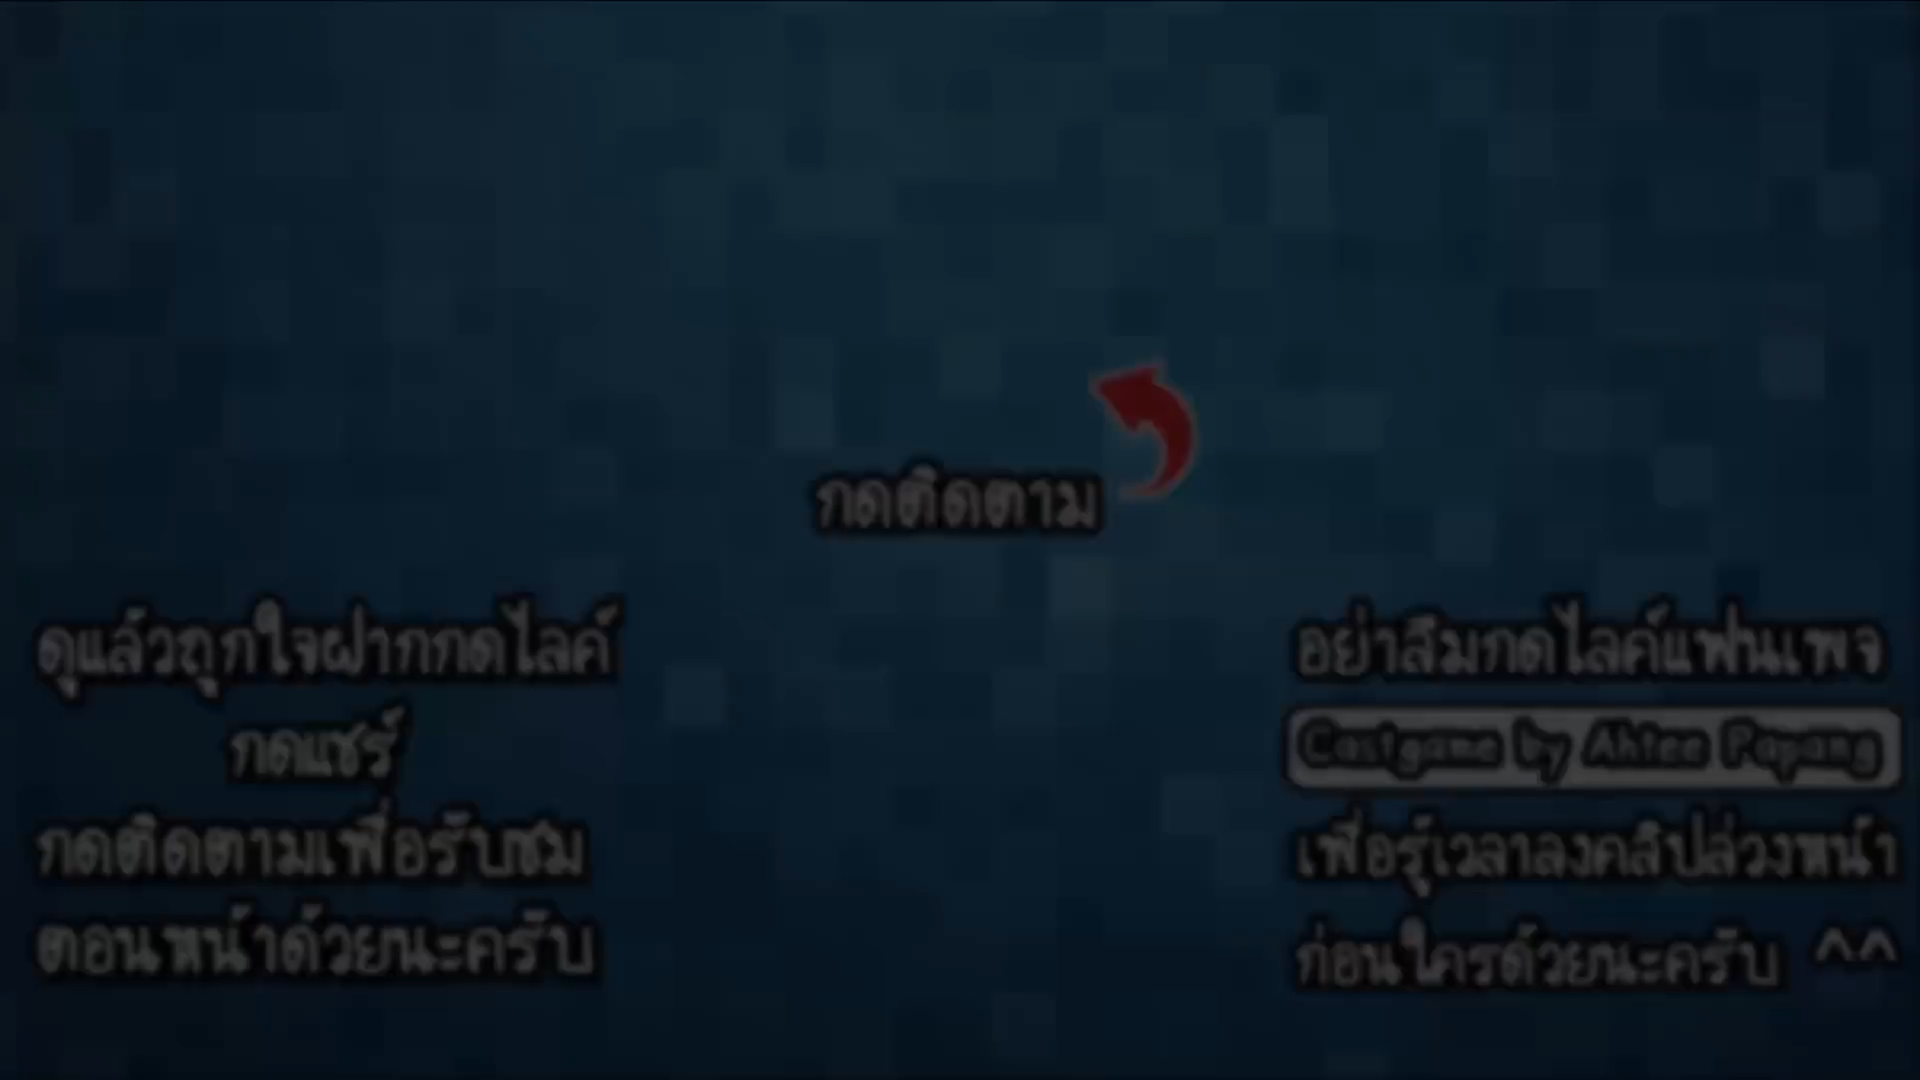 กดติดตาม
ดูแล้วถูกใจฝากกดไลค์
กดแชร์
กดติดตามเพื่อรับชม
ตอนหน้าด้วยนะครับ
อย่าลืมกดไลค์แฟนเพจ
Castgame by Ahtee Papang
เพื่อรู้เวลาลงคลิปล่วงหน้า
ก่อนใครด้วยนะครับ ^^